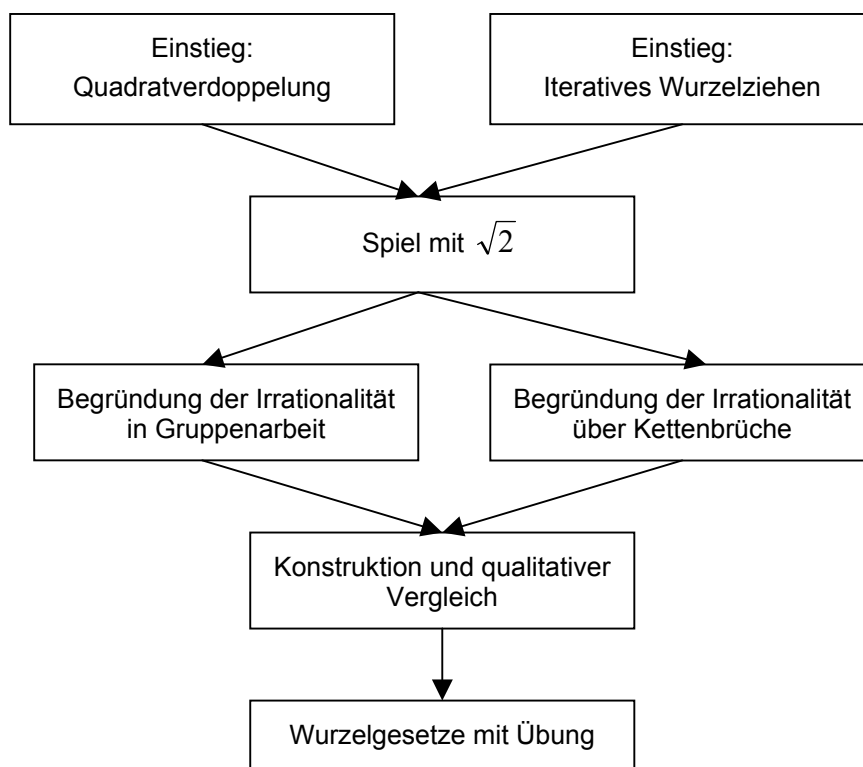 Einstieg:
Quadratverdoppelung
Einstieg:
Iteratives Wurzelziehen
Spiel mit √2
Begründung der Irrationalität
in Gruppenarbeit
Begründung der Irrationalität
über Kettenbrüche
Konstruktion und qualitativer
Vergleich
Wurzelgesetze mit Übung